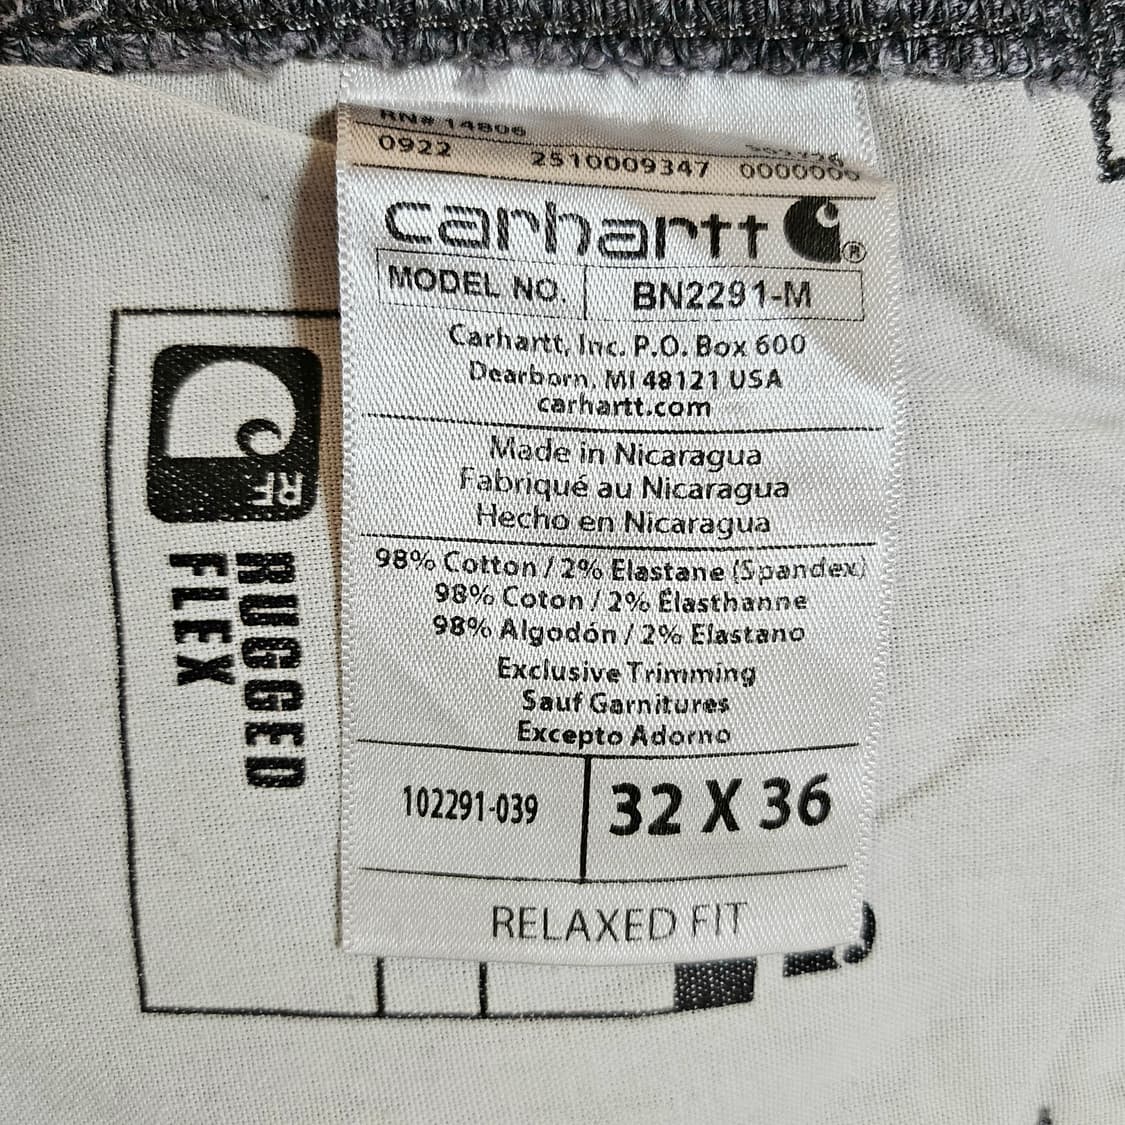 RN# 14806
0922 2510009347 0000000
carhartt ®
MODEL NO. BN2291-M
Carhartt, Inc. P.O. Box 600
Dearborn, MI 48121 USA
carhartt.com
Made in Nicaragua
Fabriqué au Nicaragua
Hecho en Nicaragua
98% Cotton / 2% Elastane (Spandex)
98% Coton / 2% Élasthanne
98% Algodón / 2% Elastano
Exclusive Trimming
Sauf Garnitures
Excepto Adorno
102291-039 32 X 36
RELAXED FIT
RF
RUGGED
FLEX